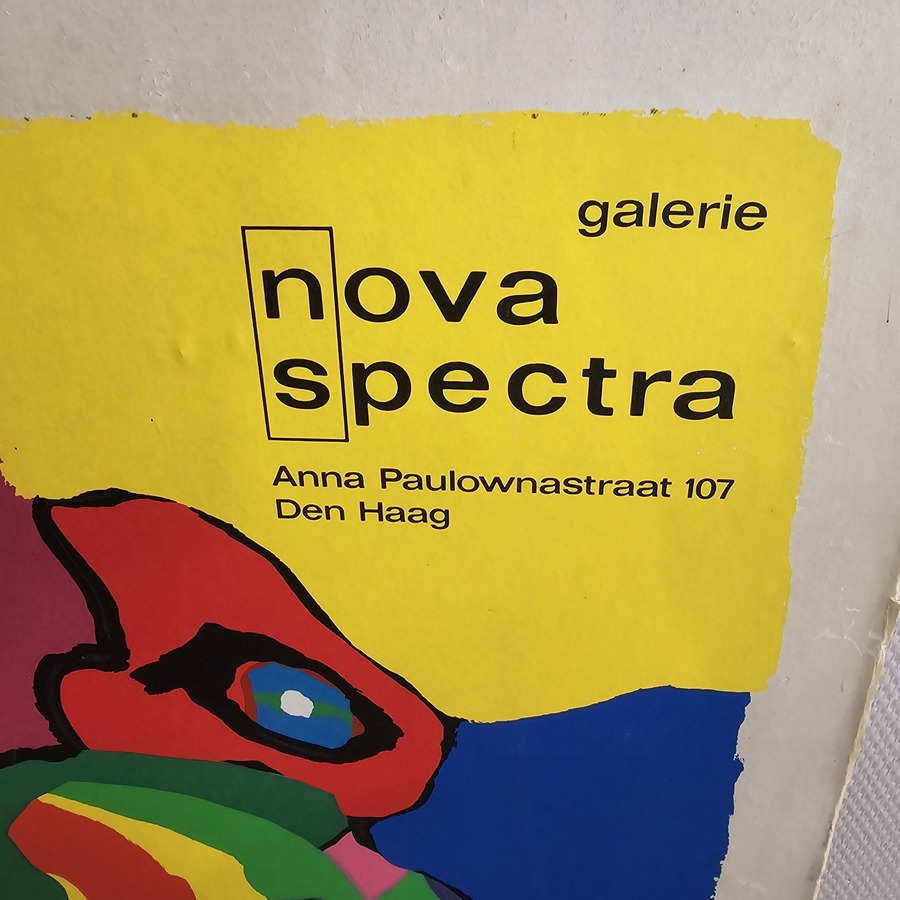 galerie
nova
spectra
Anna Paulownastraat 107
Den Haag